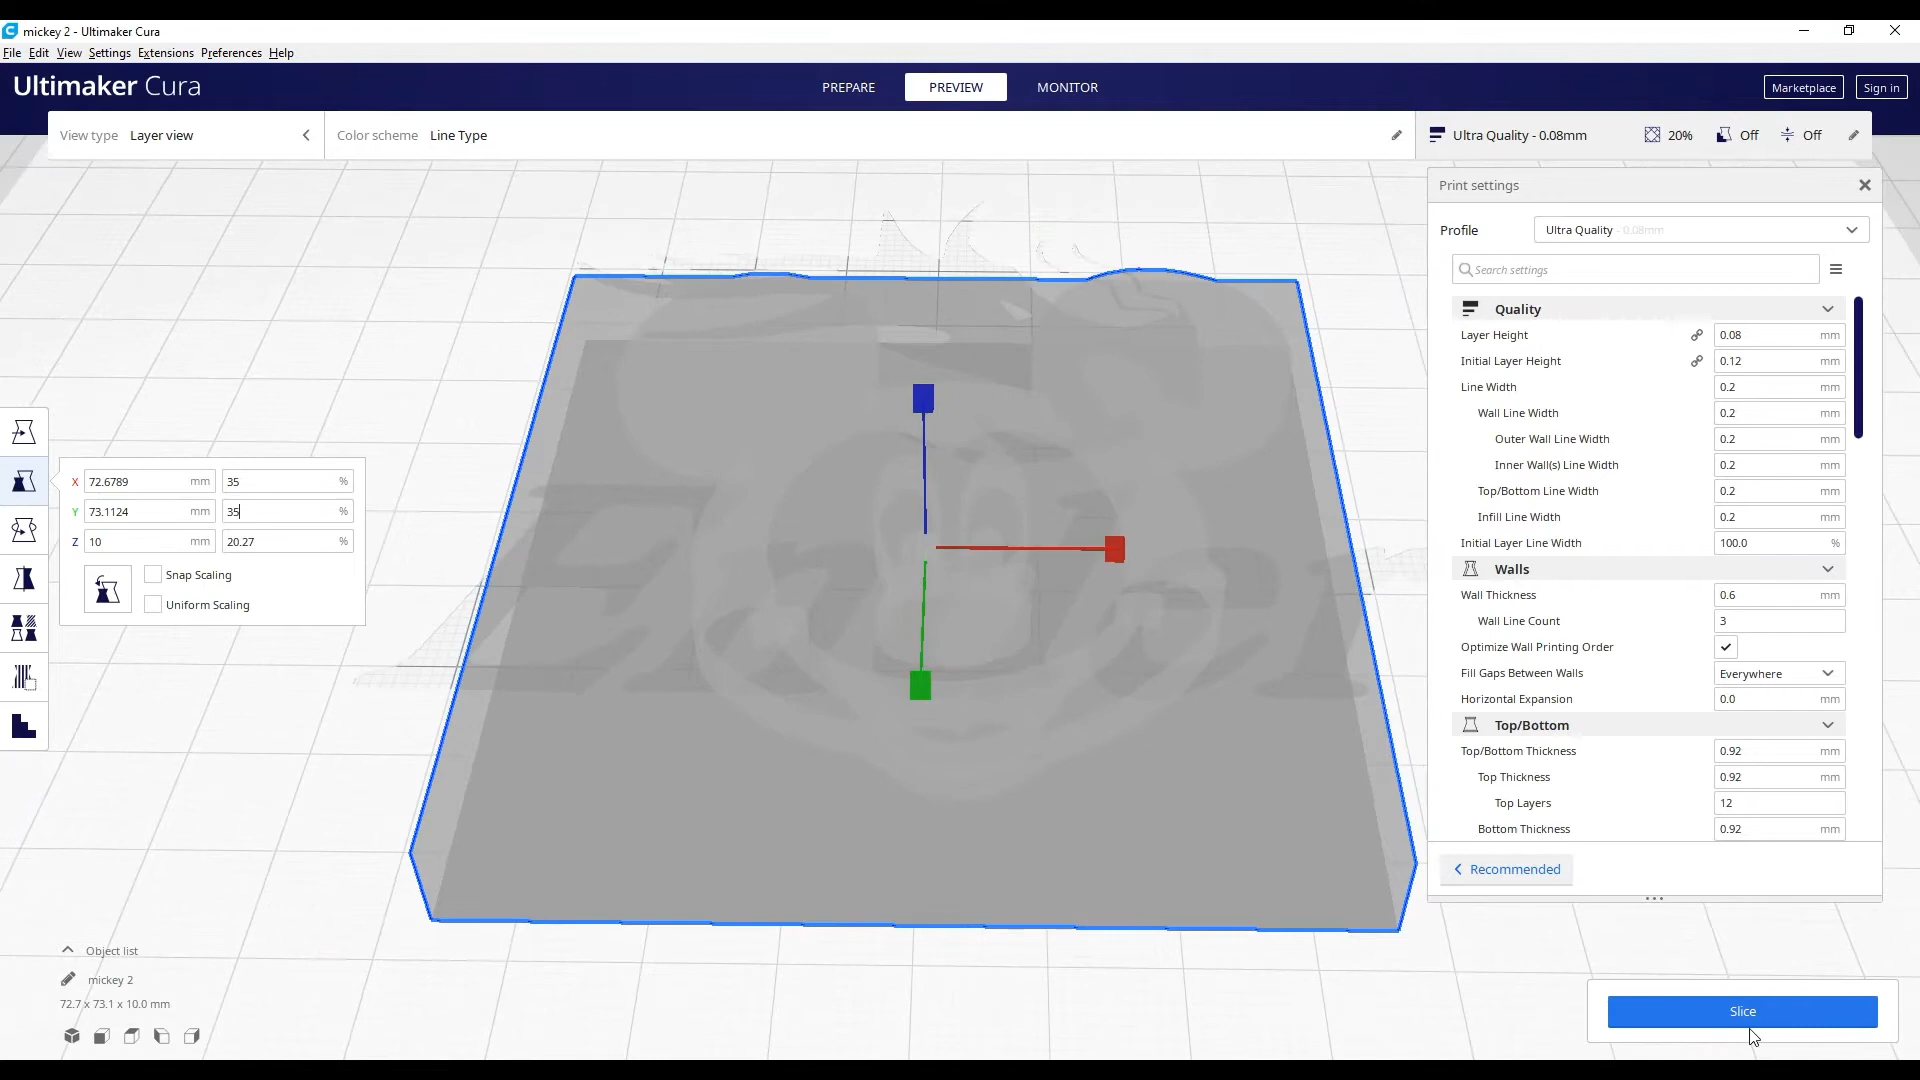 mickey 2 - Ultimaker Cura
File Edit View Settings Extensions Preferences Help
Ultimaker Cura
PREPARE PREVIEW MONITOR
Marketplace Sign in
View type Layer view
Color scheme Line Type
Ultra Quality - 0.08mm 20% Off Off
Print settings
Profile Ultra Quality - 0.08mm
Search settings
Quality
Layer Height 0.08 mm
Initial Layer Height 0.12 mm
Line Width 0.2 mm
Wall Line Width 0.2 mm
Outer Wall Line Width 0.2 mm
Inner Wall(s) Line Width 0.2 mm
Top/Bottom Line Width 0.2 mm
Infill Line Width 0.2 mm
Initial Layer Line Width 100.0 %
Walls
Wall Thickness 0.6 mm
Wall Line Count 3
Optimize Wall Printing Order
Fill Gaps Between Walls Everywhere
Horizontal Expansion 0.0 mm
Top/Bottom
Top/Bottom Thickness 0.92 mm
Top Thickness 0.92 mm
Top Layers 12
Bottom Thickness 0.92 mm
Recommended
X 72.6789 mm 35 %
Y 73.1124 mm 35 %
Z 10 mm 20.27 %
Snap Scaling
Uniform Scaling
Object list
mickey 2
72.7 x 73.1 x 10.0 mm
Slice